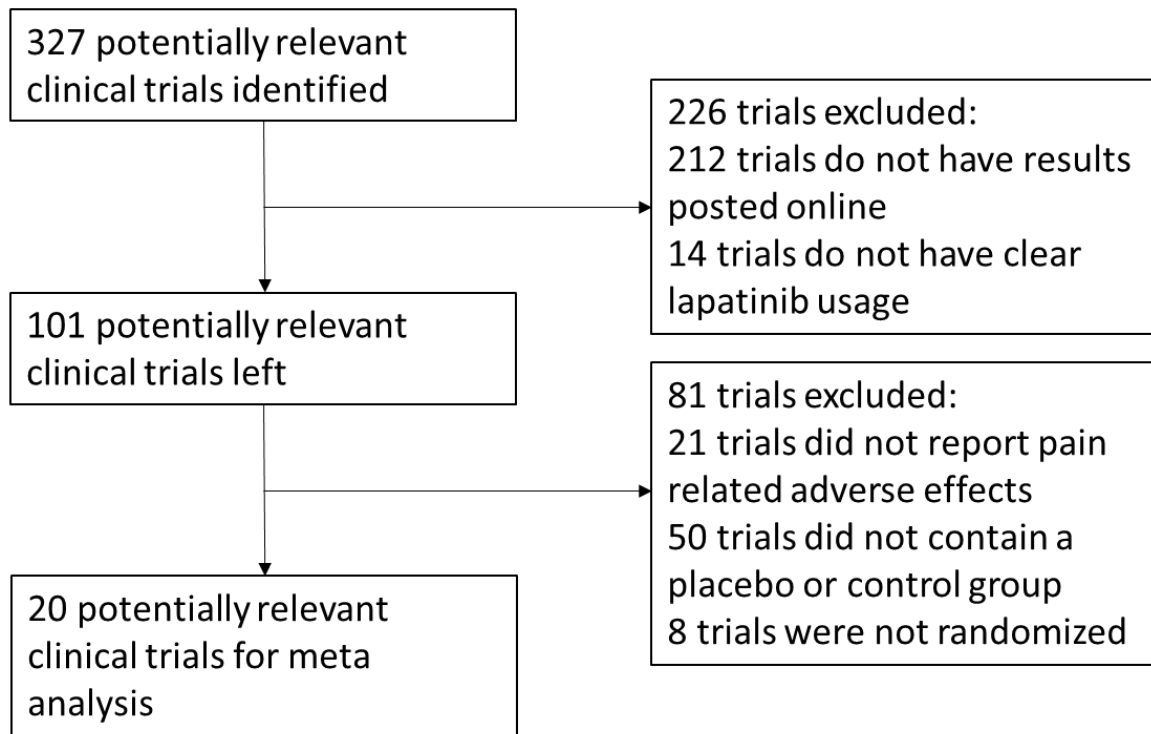 327 potentially relevant
clinical trials identified
226 trials excluded:
212 trials do not have results
posted online
14 trials do not have clear
lapatinib usage
101 potentially relevant
clinical trials left
81 trials excluded:
21 trials did not report pain
related adverse effects
50 trials did not contain a
placebo or control group
8 trials were not randomized
20 potentially relevant
clinical trials for meta
analysis